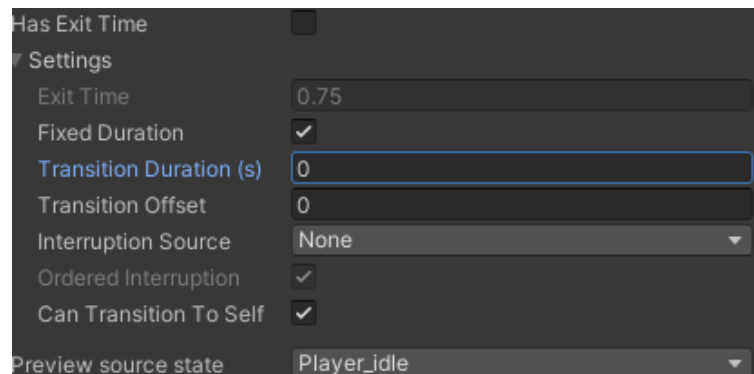 Has Exit Time
Settings
Exit Time 0.75
Fixed Duration
Transition Duration (s) 0
Transition Offset 0
Interruption Source None
Ordered Interruption
Can Transition To Self
Preview source state Player_idle